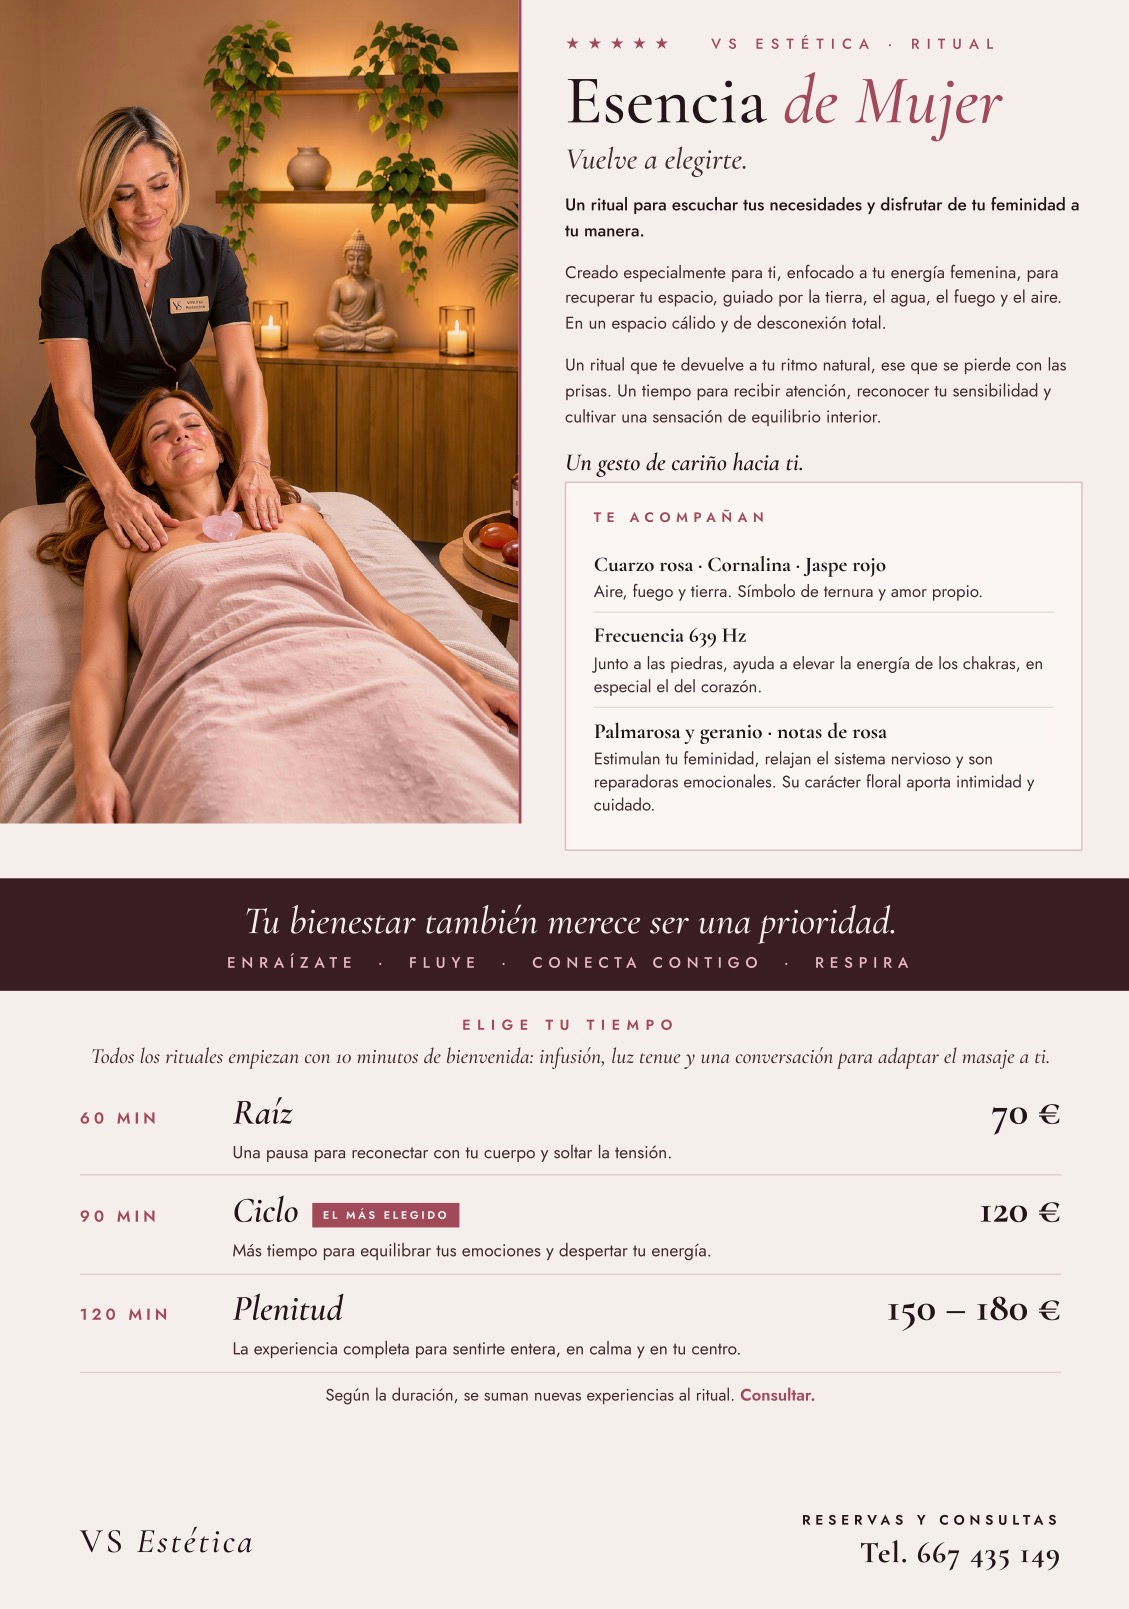 ★★★★★ VS ESTÉTICA · RITUAL
Esencia de Mujer
Vuelve a elegirte.
Un ritual para escuchar tus necesidades y disfrutar de tu feminidad a
tu manera.
Creado especialmente para ti, enfocado a tu energía femenina, para
recuperar tu espacio, guiado por la tierra, el agua, el fuego y el aire.
En un espacio cálido y de desconexión total.
Un ritual que te devuelve a tu ritmo natural, ese que se pierde con las
prisas. Un tiempo para recibir atención, reconocer tu sensibilidad y
cultivar una sensación de equilibrio interior.
Un gesto de cariño hacia ti.
TE ACOMPAÑAN
Cuarzo rosa · Cornalina · Jaspe rojo
Aire, fuego y tierra. Símbolo de ternura y amor propio.
Frecuencia 639 Hz
Junto a las piedras, ayuda a elevar la energía de los chakras, en
especial el del corazón.
Palmarosa y geranio · notas de rosa
Estimulan tu feminidad, relajan el sistema nervioso y son
reparadoras emocionales. Su carácter floral aporta intimidad y
cuidado.
VS
Tu bienestar también merece ser una prioridad.
ENRAÍZATE · FLUYE · CONECTA CONTIGO · RESPIRA
ELIGE TU TIEMPO
Todos los rituales empiezan con 10 minutos de bienvenida: infusión, luz tenue y una conversación para adaptar el masaje a ti.
60 MIN Raíz 70 €
Una pausa para reconectar con tu cuerpo y soltar la tensión.
90 MIN Ciclo EL MÁS ELEGIDO 120 €
Más tiempo para equilibrar tus emociones y despertar tu energía.
120 MIN Plenitud 150 – 180 €
La experiencia completa para sentirte entera, en calma y en tu centro.
Según la duración, se suman nuevas experiencias al ritual. Consultar.
VS Estética
RESERVAS Y CONSULTAS
Tel. 667 435 149